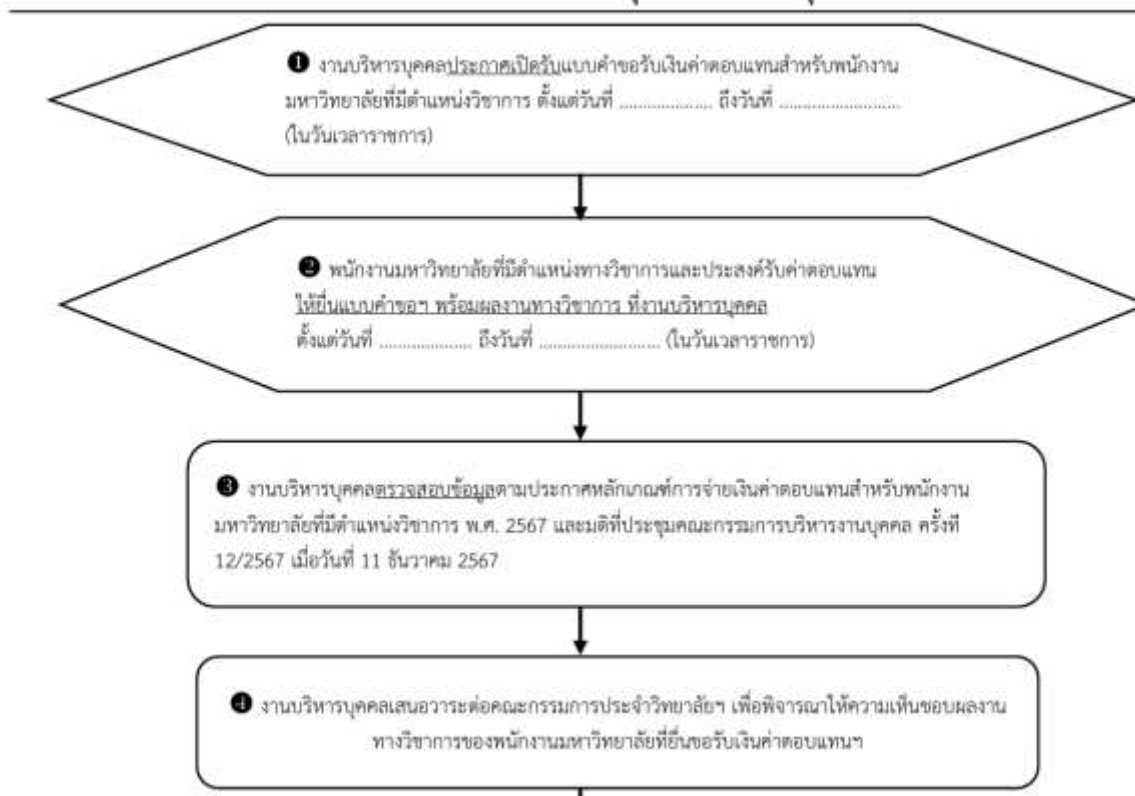 ❶ งานบริหารบุคคลประกาศเปิดรับแบบคำขอรับเงินค่าตอบแทนสำหรับพนักงาน
มหาวิทยาลัยที่มีตำแหน่งวิชาการ ตั้งแต่วันที่ ..................... ถึงวันที่ ...........................
(ในวันเวลาราชการ)
❷ พนักงานมหาวิทยาลัยที่มีตำแหน่งทางวิชาการและประสงค์รับค่าตอบแทน
ให้ยื่นแบบคำขอฯ พร้อมผลงานทางวิชาการ ที่งานบริหารบุคคล
ตั้งแต่วันที่ ..................... ถึงวันที่ ........................... (ในวันเวลาราชการ)
❸ งานบริหารบุคคลตรวจสอบข้อมูลตามประกาศหลักเกณฑ์การจ่ายเงินค่าตอบแทนสำหรับพนักงาน
มหาวิทยาลัยที่มีตำแหน่งวิชาการ พ.ศ. 2567 และมติที่ประชุมคณะกรรมการบริหารงานบุคคล ครั้งที่
12/2567 เมื่อวันที่ 11 ธันวาคม 2567
❹ งานบริหารบุคคลเสนอวาระต่อคณะกรรมการประจำวิทยาลัยฯ เพื่อพิจารณาให้ความเห็นชอบผลงาน
ทางวิชาการของพนักงานมหาวิทยาลัยที่ยื่นขอรับเงินค่าตอบแทนฯ